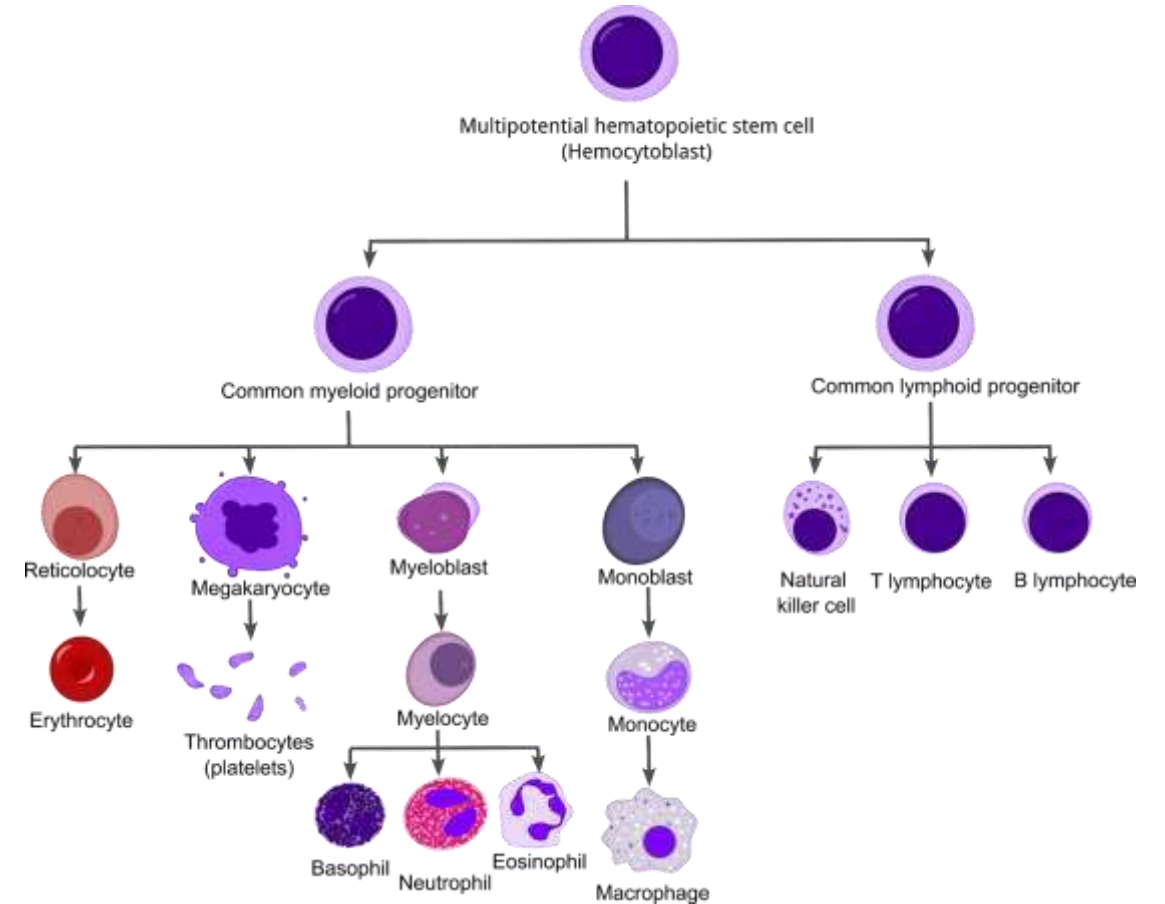 Multipotential hematopoietic stem cell
(Hemocytoblast)
Common myeloid progenitor
Common lymphoid progenitor
Reticolocyte
Megakaryocyte
Myeloblast
Monoblast
Natural
killer cell
T lymphocyte
B lymphocyte
Erythrocyte
Thrombocytes
(platelets)
Myelocyte
Monocyte
Basophil
Neutrophil
Eosinophil
Macrophage